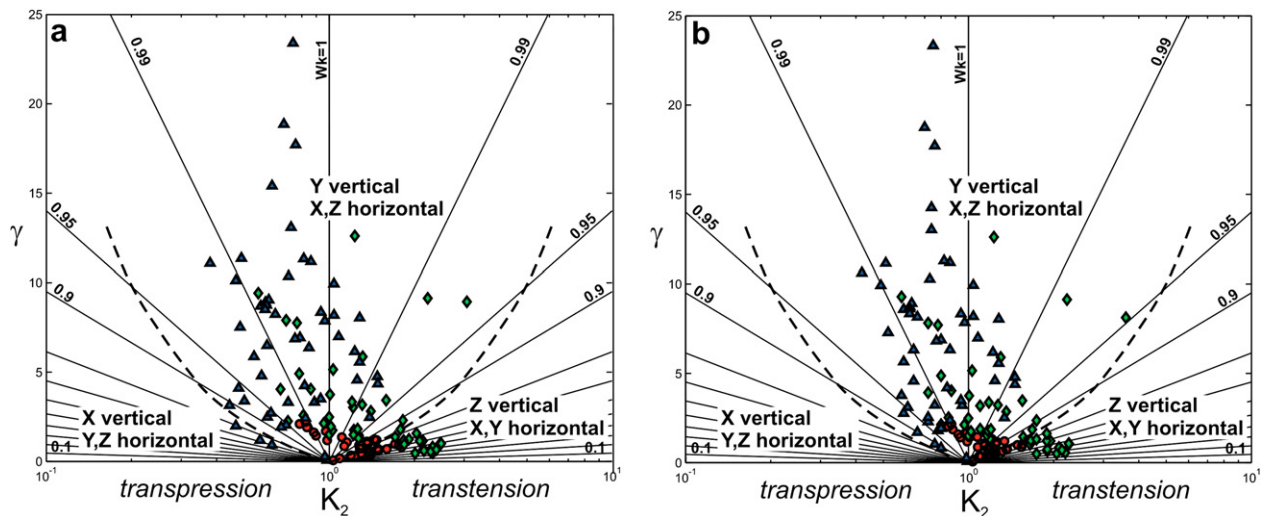 a
25
20
15
10
5
0
γ
0.99
Wk=1
0.99
0.95
0.95
0.9
0.9
0.1
0.1
Y vertical
X,Z horizontal
X vertical
Y,Z horizontal
Z vertical
X,Y horizontal
10⁻¹
10⁰
10¹
transpression
K₂
transtension
b
25
20
15
10
5
0
γ
0.99
Wk=1
0.99
0.95
0.95
0.9
0.9
0.1
0.1
Y vertical
X,Z horizontal
X vertical
Y,Z horizontal
Z vertical
X,Y horizontal
10⁻¹
10⁰
10¹
transpression
K₂
transtension